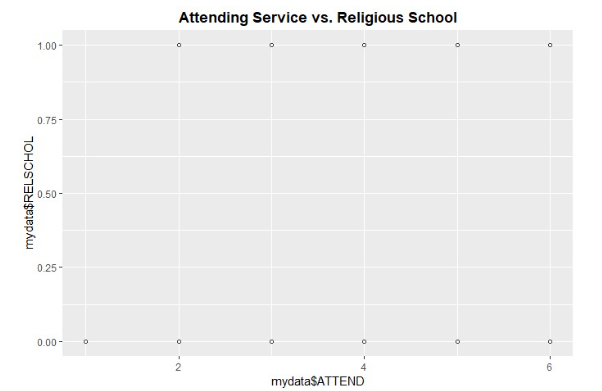 Attending Service vs. Religious School
1.00
0.75
0.50
0.25
0.00
mydata$RELSCHOL
2
4
6
mydata$ATTEND